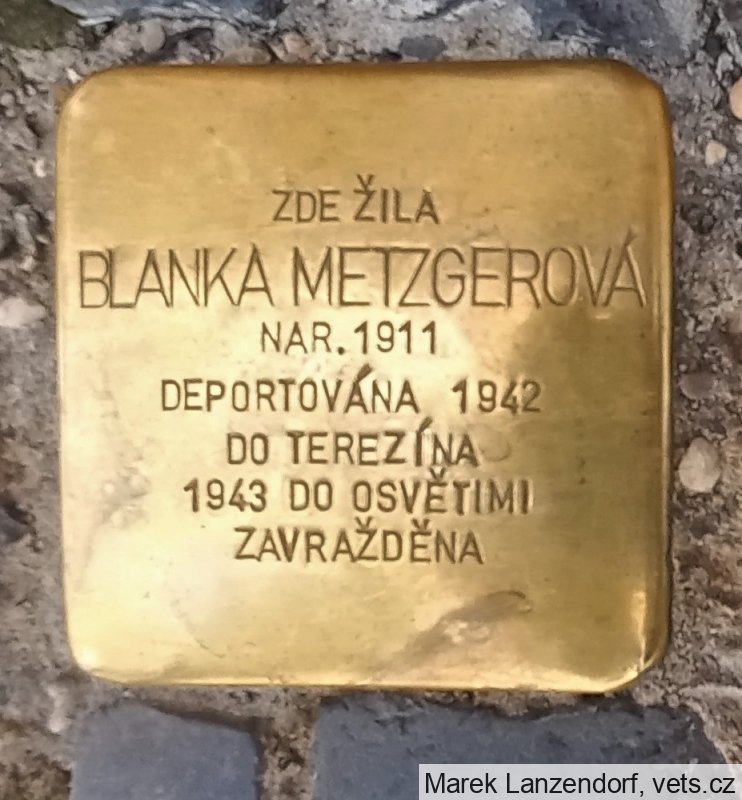 ZDE ŽILA
BLANKA METZGEROVÁ
NAR. 1911
DEPORTOVÁNA 1942
DO TEREZÍNA
1943 DO OSVĚTIMI
ZAVRAŽDĚNA
Marek Lanzendorf, vets.cz